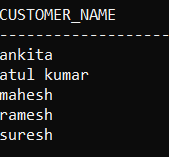 CUSTOMER_NAME
--------------------
ankita
atul kumar
mahesh
ramesh
suresh